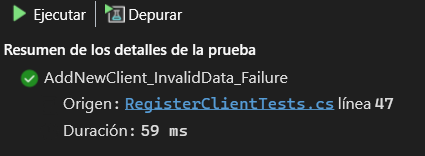 Ejecutar Depurar
Resumen de los detalles de la prueba
AddNewClient_InvalidData_Failure
Origen: RegisterClientTests.cs línea 47
Duración: 59 ms